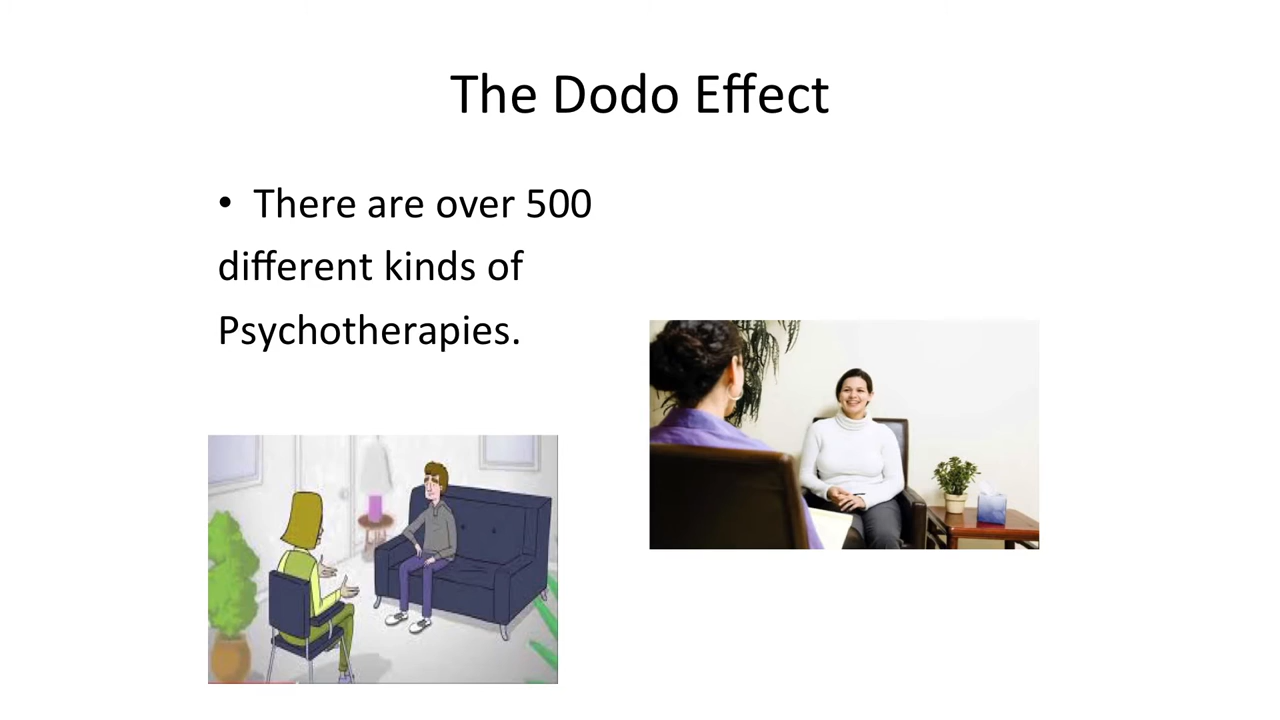 The Dodo Effect
• There are over 500
different kinds of
Psychotherapies.